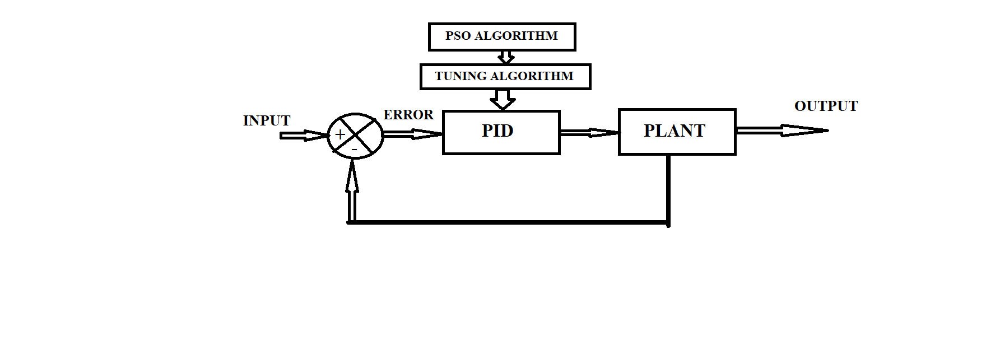 PSO ALGORITHM
TUNING ALGORITHM
INPUT
+
-
ERROR
PID
PLANT
OUTPUT